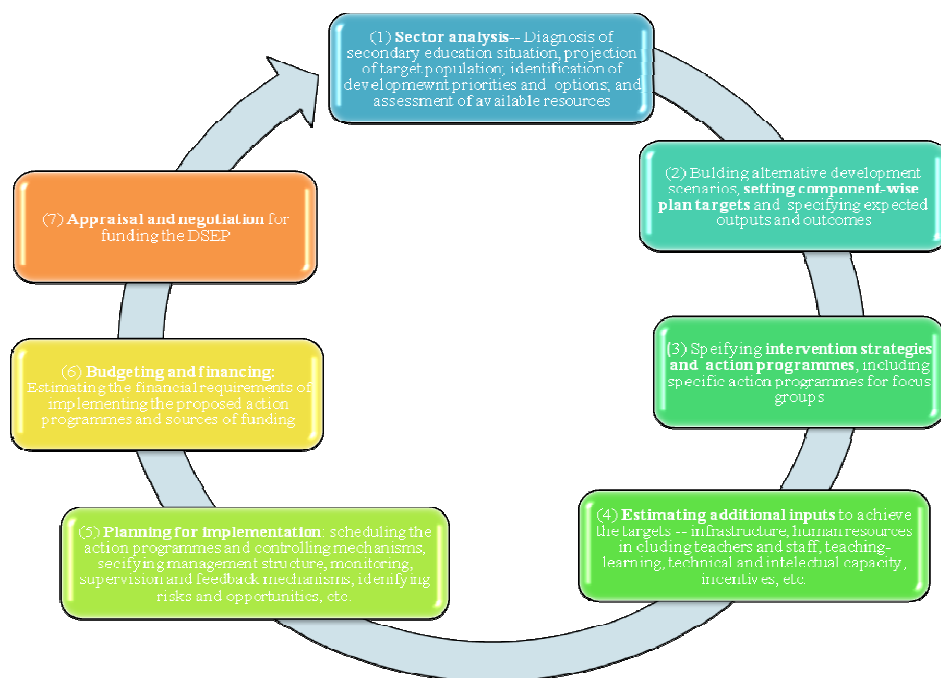 (1) Sector analysis-- Diagnosis of
secondary education situation, projection
of target population; identification of
developmewnt priorities and options; and
assessment of available resources
(2) Building alternative development
scenarios, setting component-wise
plan targets and specifying expected
outputs and outcomes
(3) Speifying intervention strategies
and action programmes, including
specific action programmes for focus
groups
(4) Estimating additional inputs to achieve
the targets -- infrastructure, human resources
in cluding teachers and staff, teaching-
learning, technical and intelectual capacity,
incentives, etc.
(5) Planning for implementation: scheduling the
action programmes and controlling mechanisms,
secifying management structure, monitoring,
supervision and feedback mechanisms, identifying
risks and opportunities, etc.
(6) Budgeting and financing:
Estimating the financial requirements of
implementing the proposed action
programmes and sources of funding
(7) Appraisal and negotiation for
funding the DSEP